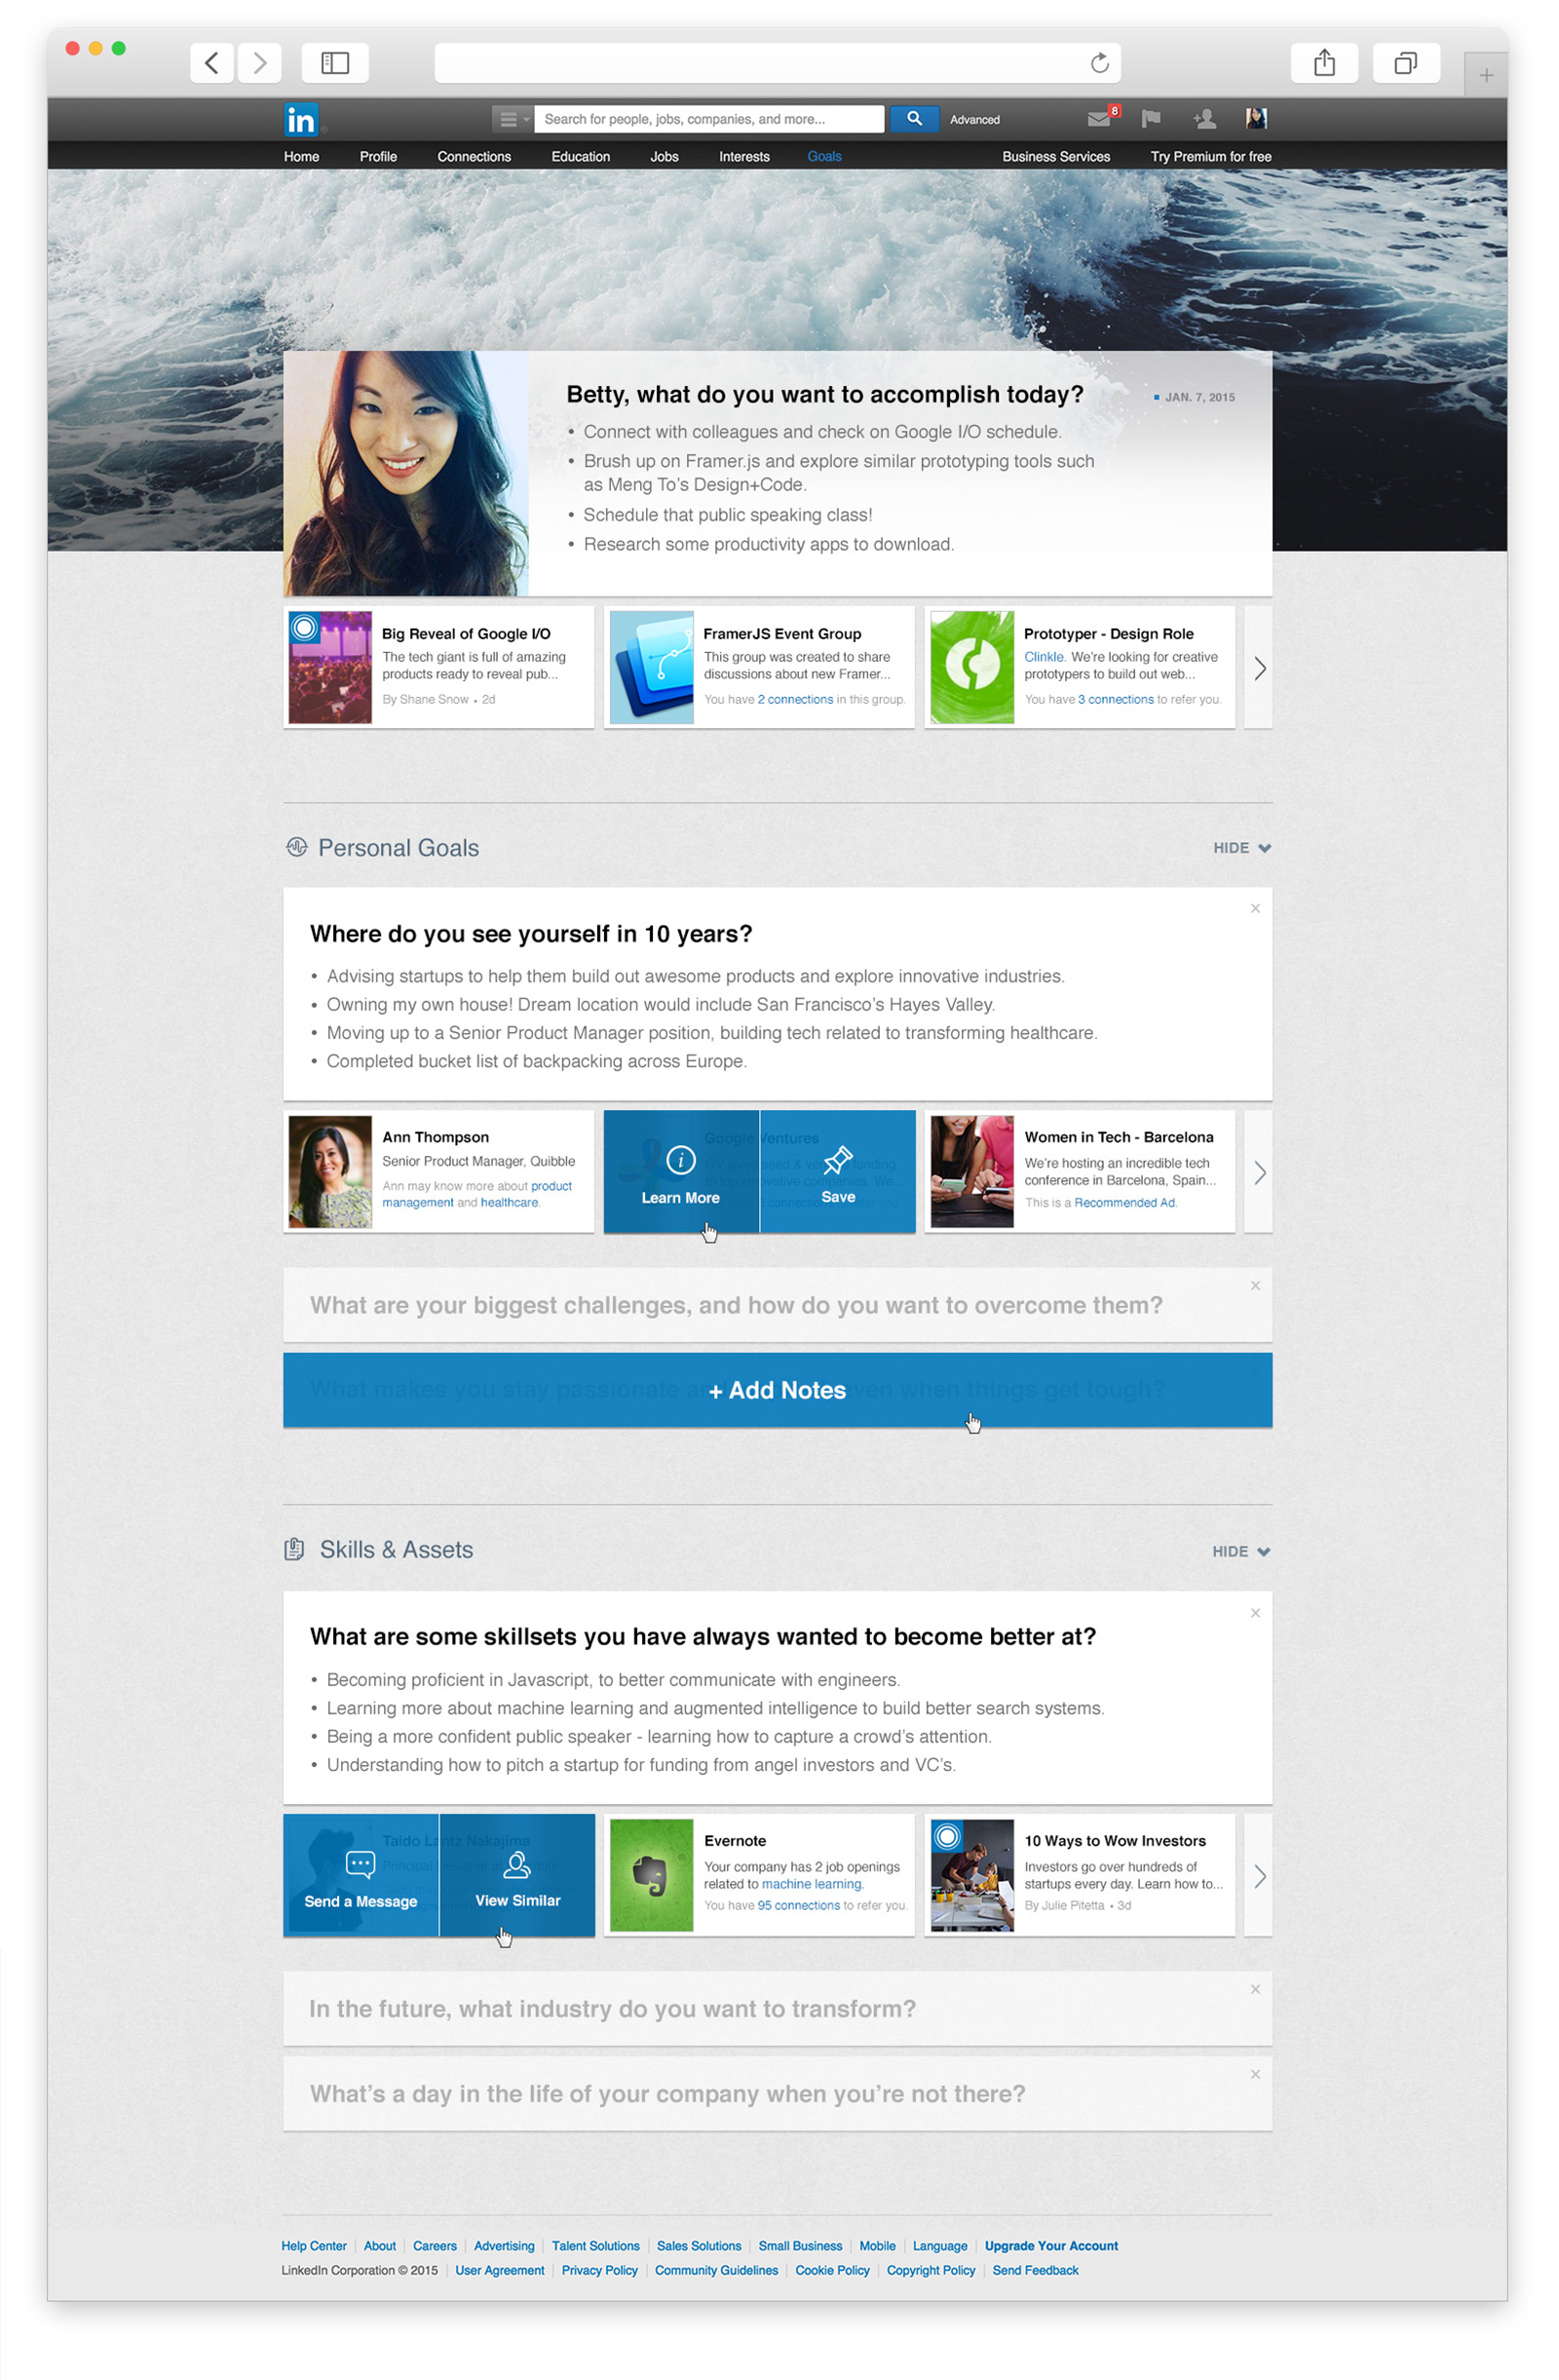 in
Search for people, jobs, companies, and more...
Advanced
8
Home Profile Connections Education Jobs Interests Goals Business Services Try Premium for free
Betty, what do you want to accomplish today?
JAN. 7, 2015
• Connect with colleagues and check on Google I/O schedule.
• Brush up on Framer.js and explore similar prototyping tools such
as Meng To's Design+Code.
• Schedule that public speaking class!
• Research some productivity apps to download.
Big Reveal of Google I/O
The tech giant is full of amazing
products ready to reveal pub...
By Shane Snow • 2d
FramerJS Event Group
This group was created to share
discussions about new Framer...
You have 2 connections in this group.
Prototyper - Design Role
Clinkle. We're looking for creative
prototypers to build out web...
You have 3 connections to refer you.
Personal Goals
HIDE
Where do you see yourself in 10 years?
• Advising startups to help them build out awesome products and explore innovative industries.
• Owning my own house! Dream location would include San Francisco's Hayes Valley.
• Moving up to a Senior Product Manager position, building tech related to transforming healthcare.
• Completed bucket list of backpacking across Europe.
Ann Thompson
Senior Product Manager, Quibble
Ann may know more about product
management and healthcare.
Google Ventures
Learn More
Save
Women in Tech - Barcelona
We're hosting an incredible tech
conference in Barcelona, Spain...
This is a Recommended Ad.
What are your biggest challenges, and how do you want to overcome them?
What makes you stay passionate even when things get tough?
+ Add Notes
Skills & Assets
HIDE
What are some skillsets you have always wanted to become better at?
• Becoming proficient in Javascript, to better communicate with engineers.
• Learning more about machine learning and augmented intelligence to build better search systems.
• Being a more confident public speaker - learning how to capture a crowd's attention.
• Understanding how to pitch a startup for funding from angel investors and VC's.
Taido Lantz Nakajima
Send a Message
View Similar
Evernote
Your company has 2 job openings
related to machine learning.
You have 95 connections to refer you.
10 Ways to Wow Investors
Investors go over hundreds of
startups every day. Learn how to...
By Julie Pitetta • 3d
In the future, what industry do you want to transform?
What's a day in the life of your company when you're not there?
Help Center About Careers Advertising Talent Solutions Sales Solutions Small Business Mobile Language Upgrade Your Account
LinkedIn Corporation © 2015 User Agreement Privacy Policy Community Guidelines Cookie Policy Copyright Policy Send Feedback